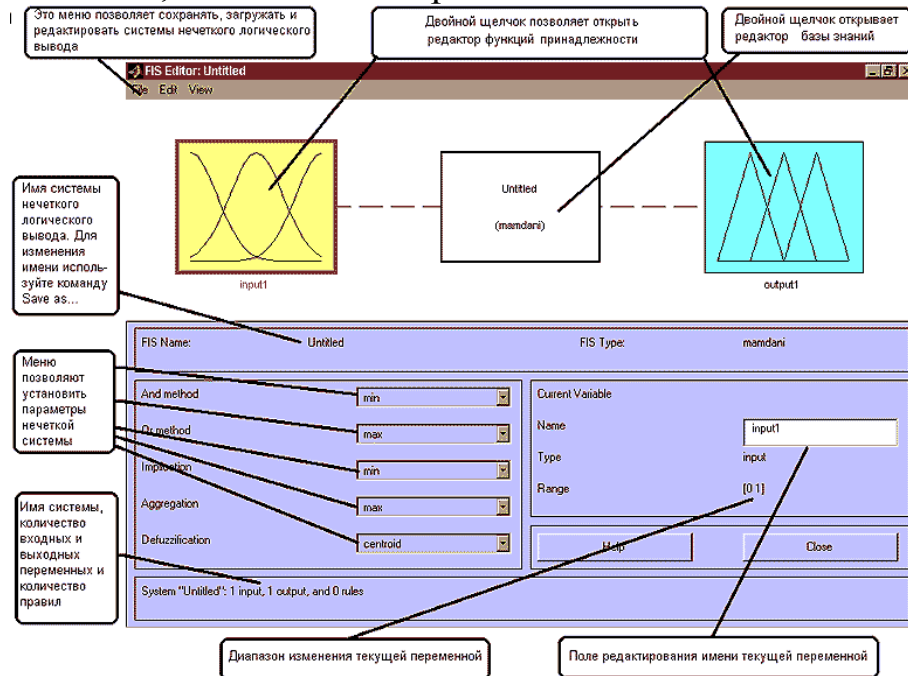 Это меню позволяет сохранять, загружать и
редактировать системы нечеткого логического
вывода
Двойной щелчок позволяет открыть
редактор функций принадлежности
Двойной щелчок открывает
редактор базы знаний
FIS Editor: Untitled
File Edit View
Untitled
(mamdani)
input1
output1
Имя системы
нечеткого
логического
вывода. Для
изменения
имени исполь-
зуйте команду
Save as...
FIS Name: Untitled FIS Type: mamdani
Меню
позволяют
установить
параметры
нечеткой
системы
And method min
Or method max
Implication min
Aggregation max
Defuzzification centroid
Current Variable
Name input1
Type input
Range [0 1]
Help Close
Имя системы,
количество
входных и
выходных
переменных и
количество
правил
System "Untitled": 1 input, 1 output, and 0 rules
Диапазон изменения текущей переменной
Поле редактирования имени текущей переменной